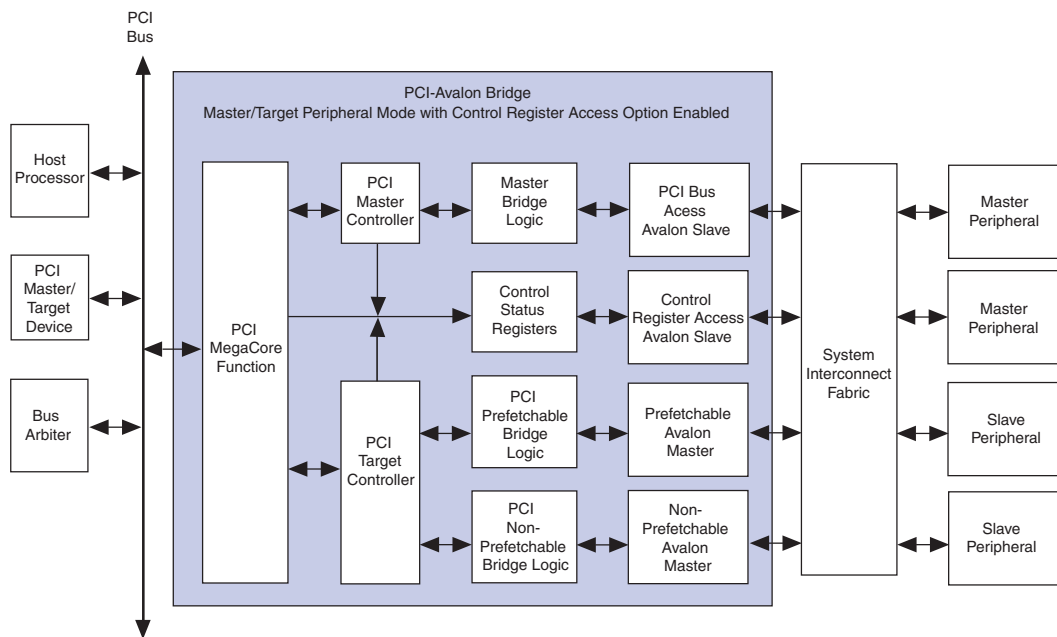 PCI
Bus
PCI-Avalon Bridge
Master/Target Peripheral Mode with Control Register Access Option Enabled
Host
Processor
PCI
Master/
Target
Device
Bus
Arbiter
PCI
MegaCore
Function
PCI
Master
Controller
Master
Bridge
Logic
PCI Bus
Acess
Avalon Slave
Control
Status
Registers
Control
Register Access
Avalon Slave
PCI
Target
Controller
PCI
Prefetchable
Bridge
Logic
Prefetchable
Avalon
Master
PCI
Non-
Prefetchable
Bridge Logic
Non-
Prefetchable
Avalon
Master
System
Interconnect
Fabric
Master
Peripheral
Master
Peripheral
Slave
Peripheral
Slave
Peripheral